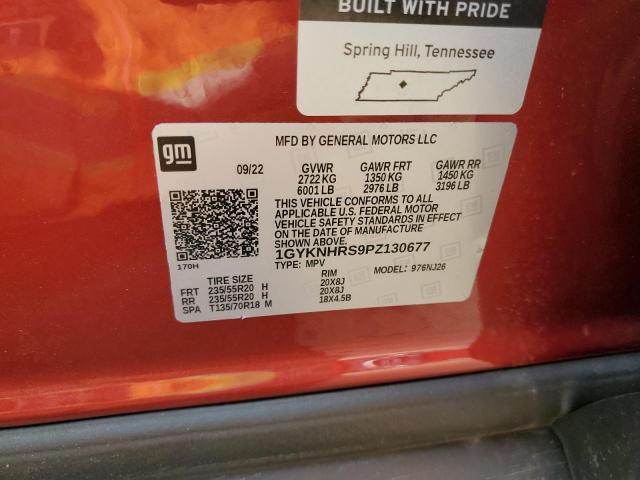 BUILT WITH PRIDE
Spring Hill, Tennessee
gm
MFD BY GENERAL MOTORS LLC
09/22 GVWR GAWR FRT GAWR RR
2722 KG 1350 KG 1450 KG
6001 LB 2976 LB 3196 LB
THIS VEHICLE CONFORMS TO ALL
APPLICABLE U.S. FEDERAL MOTOR
VEHICLE SAFETY STANDARDS IN EFFECT
ON THE DATE OF MANUFACTURE
SHOWN ABOVE.
1GYKNHRS9PZ130677
170H
TYPE: MPV MODEL: 976NJ26
TIRE SIZE RIM
FRT 235/55R20 H 20X8J
RR 235/55R20 H 20X8J
SPA T135/70R18 M 18X4.5B